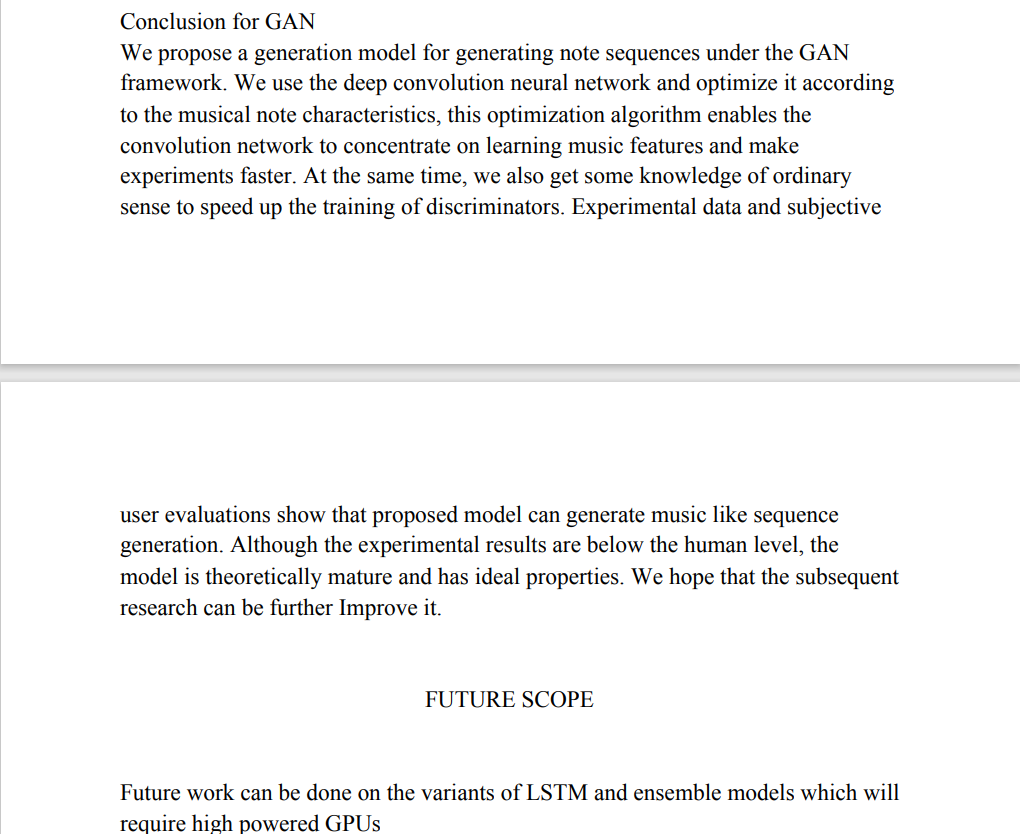 Conclusion for GAN
We propose a generation model for generating note sequences under the GAN
framework. We use the deep convolution neural network and optimize it according
to the musical note characteristics, this optimization algorithm enables the
convolution network to concentrate on learning music features and make
experiments faster. At the same time, we also get some knowledge of ordinary
sense to speed up the training of discriminators. Experimental data and subjective
user evaluations show that proposed model can generate music like sequence
generation. Although the experimental results are below the human level, the
model is theoretically mature and has ideal properties. We hope that the subsequent
research can be further Improve it.
FUTURE SCOPE
Future work can be done on the variants of LSTM and ensemble models which will
require high powered GPUs